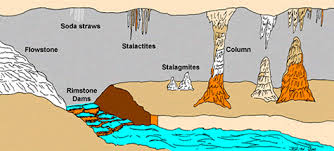 Soda straws
Flowstone
Stalactites
Column
Stalagmites
Rimstone
Dams